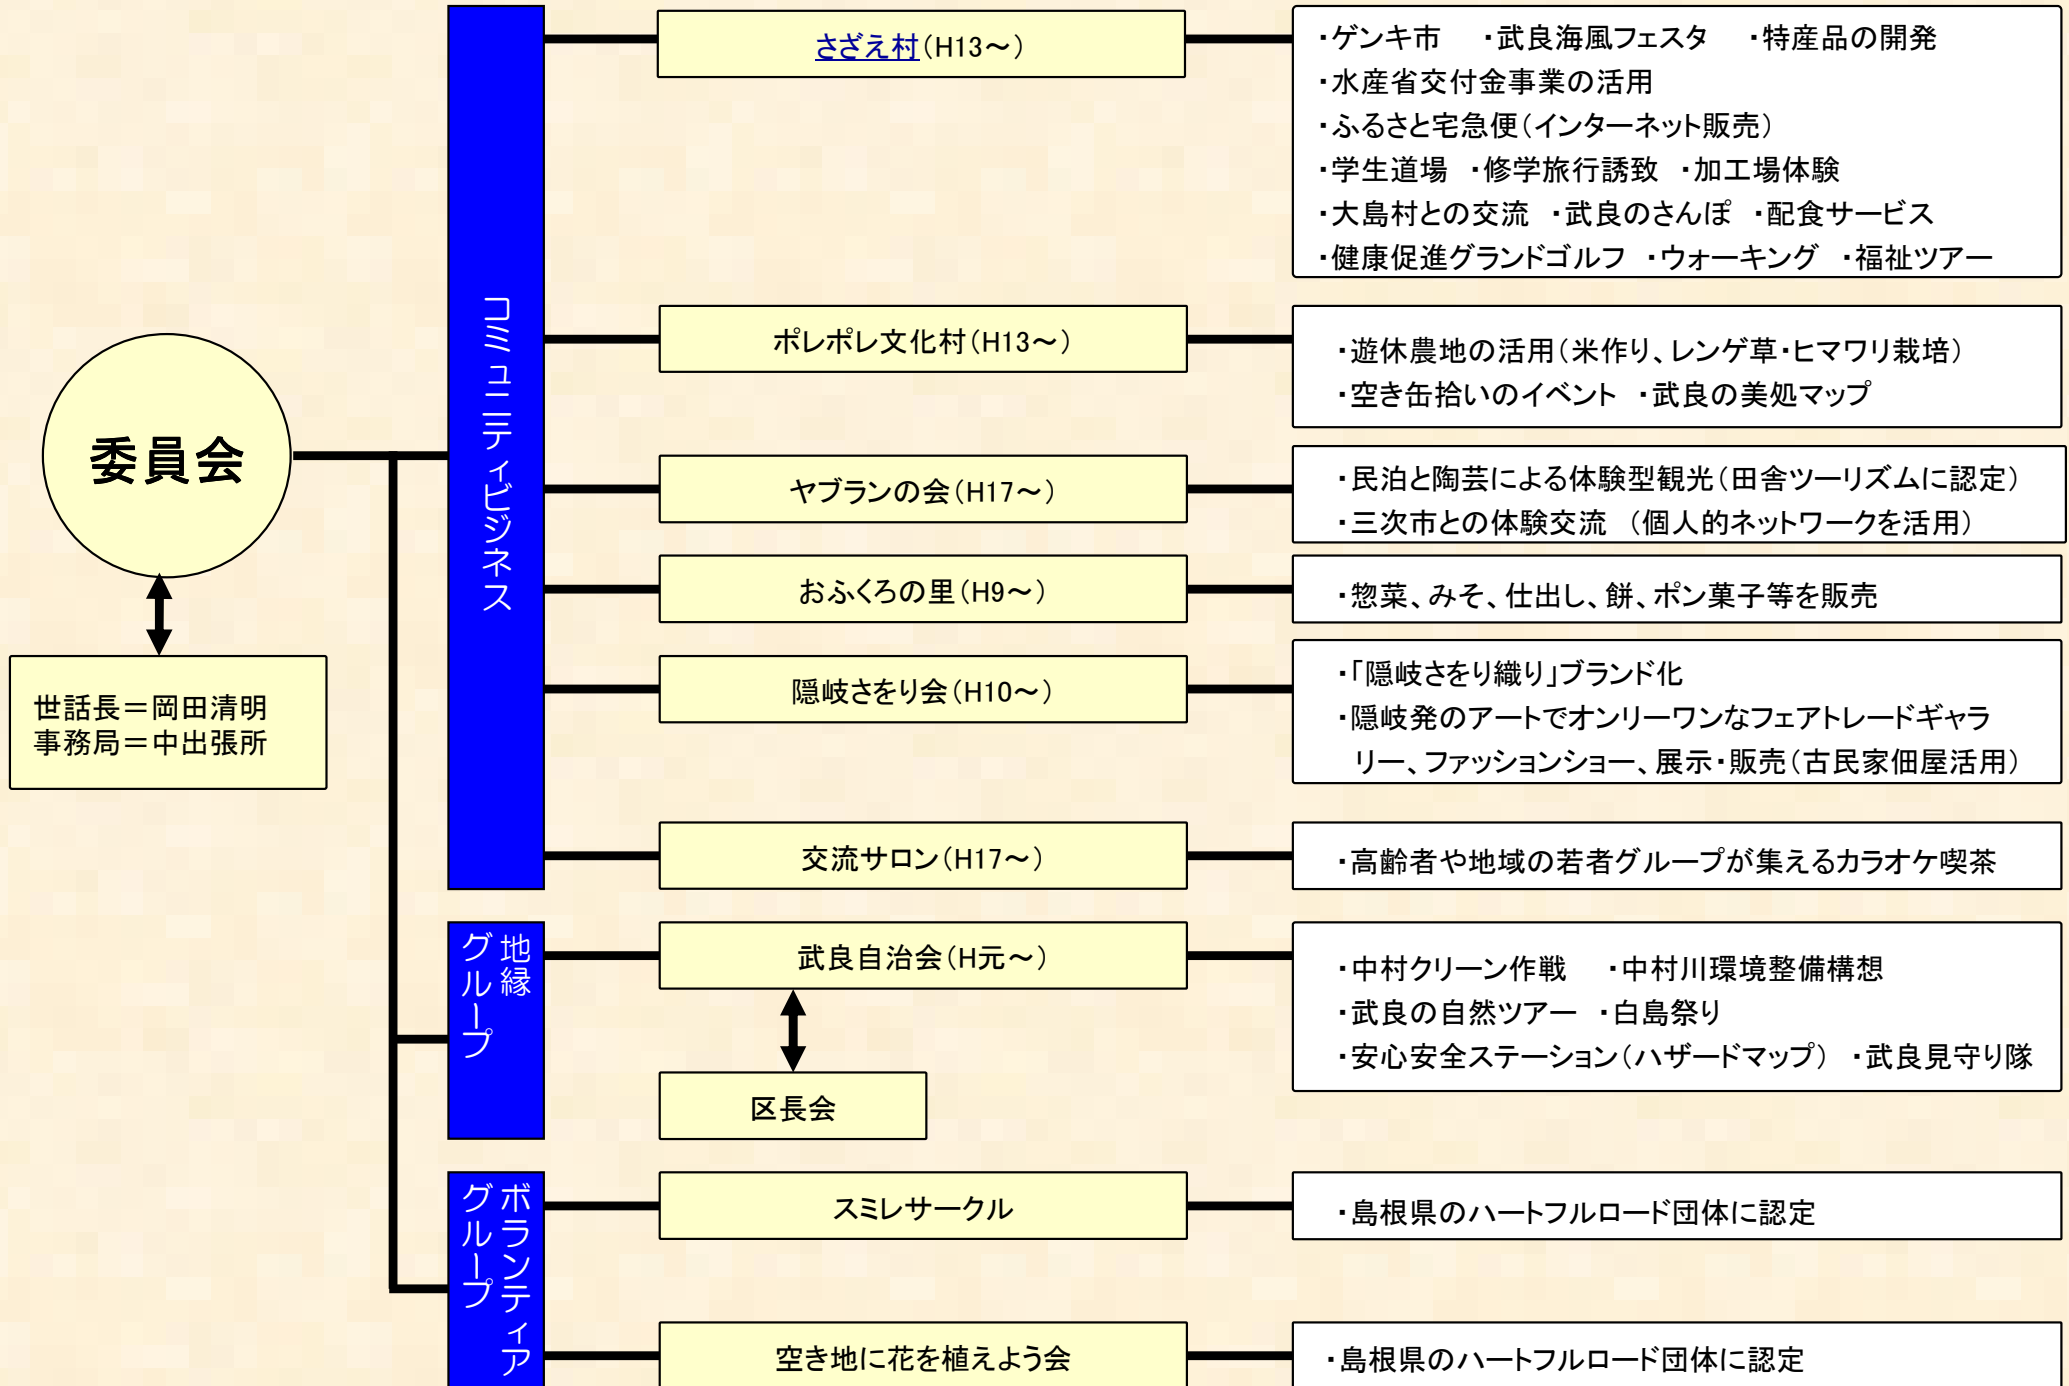 委員会
世話長＝岡田清明
事務局＝中出張所
コミュニティビジネス
さざえ村（H13～）
・ゲンキ市　・武良海風フェスタ　・特産品の開発
・水産省交付金事業の活用
・ふるさと宅急便（インターネット販売）
・学生道場　・修学旅行誘致　・加工場体験
・大島村との交流　・武良のさんぽ　・配食サービス
・健康促進グランドゴルフ　・ウォーキング　・福祉ツアー
ポレポレ文化村（H13～）
・遊休農地の活用（米作り、レンゲ草・ヒマワリ栽培）
・空き缶拾いのイベント　・武良の美処マップ
ヤブランの会（H17～）
・民泊と陶芸による体験型観光（田舎ツーリズムに認定）
・三次市との体験交流　（個人的ネットワークを活用）
おふくろの里（H9～）
・惣菜、みそ、仕出し、餅、ポン菓子等を販売
隠岐さをり会（H10～）
・「隠岐さをり織り」ブランド化
・隠岐発のアートでオンリーワンなフェアトレードギャラ
リー、ファッションショー、展示・販売（古民家佃屋活用）
交流サロン（H17～）
・高齢者や地域の若者グループが集えるカラオケ喫茶
地縁
グループ
武良自治会（H元～）
・中村クリーン作戦　・中村川環境整備構想
・武良の自然ツアー　・白島祭り
・安心安全ステーション（ハザードマップ）　・武良見守り隊
区長会
ボランティア
グループ
スミレサークル
・島根県のハートフルロード団体に認定
空き地に花を植えよう会
・島根県のハートフルロード団体に認定